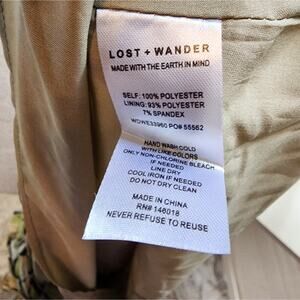 LOST + WANDER
MADE WITH THE EARTH IN MIND
SELF: 100% POLYESTER
LINING: 93% POLYESTER
7% SPANDEX
WDWE33960 PO# 55562
HAND WASH COLD
WITH LIKE COLORS
ONLY NON-CHLORINE BLEACH
IF NEEDED
LINE DRY
COOL IRON IF NEEDED
DO NOT DRY CLEAN
MADE IN CHINA
RN# 146018
NEVER REFUSE TO REUSE